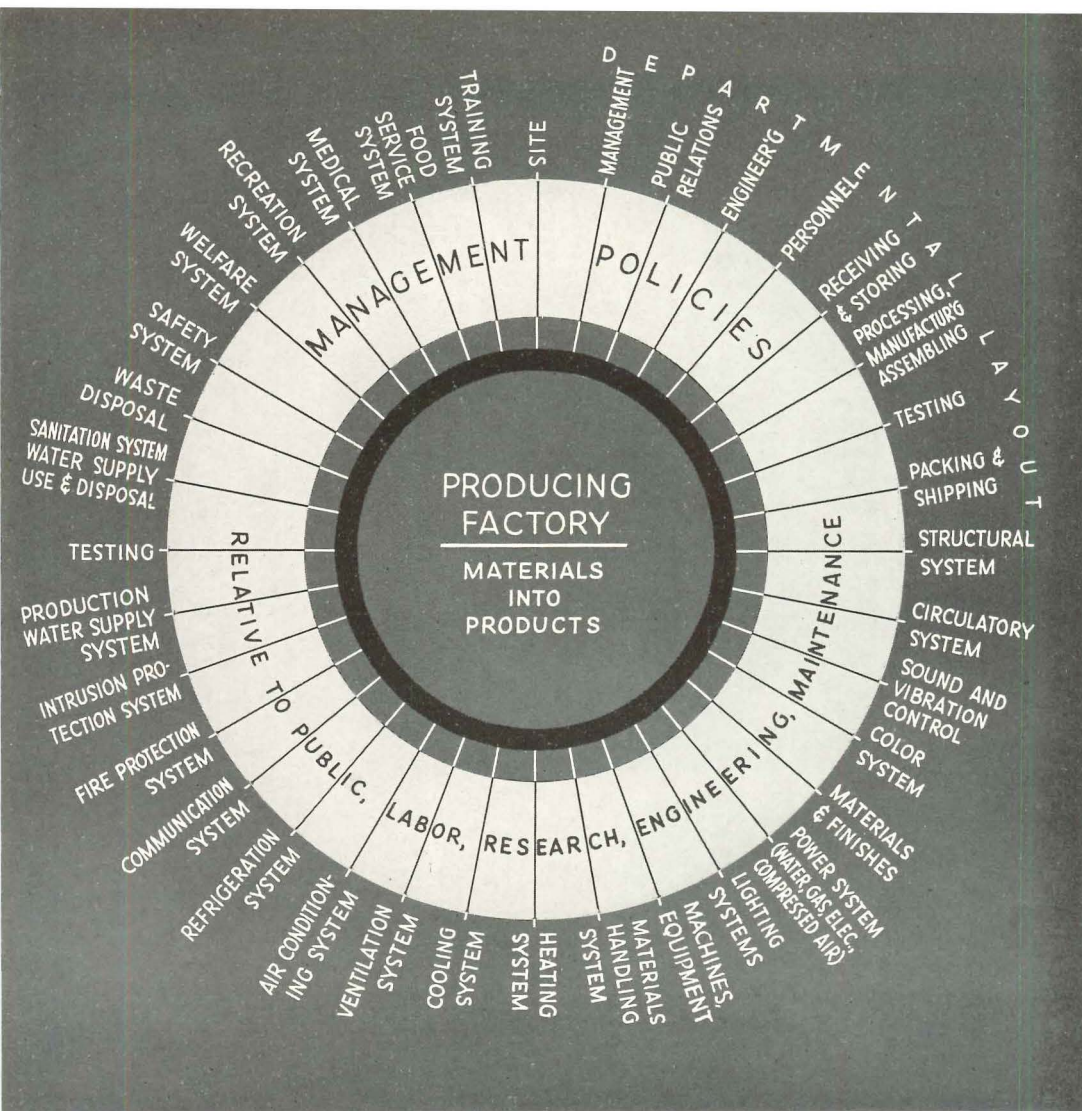 DEPARTMENTAL LAYOUT
SITE
MANAGEMENT
PUBLIC
RELATIONS
ENGINEER'G
PERSONNEL
RECEIVING
& STORING
PROCESSING,
MANUFACTUR'G
ASSEMBLING
TESTING
PACKING &
SHIPPING
STRUCTURAL
SYSTEM
CIRCULATORY
SYSTEM
SOUND AND
VIBRATION
CONTROL
COLOR
SYSTEM
MATERIALS
& FINISHES
POWER SYSTEM
(WATER, GAS, ELEC.,
COMPRESSED AIR)
LIGHTING
SYSTEMS
MACHINES,
EQUIPMENT
MATERIALS
HANDLING
SYSTEM
HEATING
SYSTEM
COOLING
SYSTEM
VENTILATION
SYSTEM
AIR CONDITION-
ING SYSTEM
REFRIGERATION
SYSTEM
COMMUNICATION
SYSTEM
FIRE PROTECTION
SYSTEM
INTRUSION PRO-
TECTION SYSTEM
PRODUCTION
WATER SUPPLY
SYSTEM
TESTING
SANITATION SYSTEM
WATER SUPPLY
USE & DISPOSAL
WASTE
DISPOSAL
SAFETY
SYSTEM
WELFARE
SYSTEM
RECREATION
SYSTEM
MEDICAL
SYSTEM
FOOD
SERVICE
SYSTEM
TRAINING
SYSTEM
MANAGEMENT POLICIES
RELATIVE TO PUBLIC, LABOR, RESEARCH, ENGINEERING, MAINTENANCE
PRODUCING
FACTORY
MATERIALS
INTO
PRODUCTS